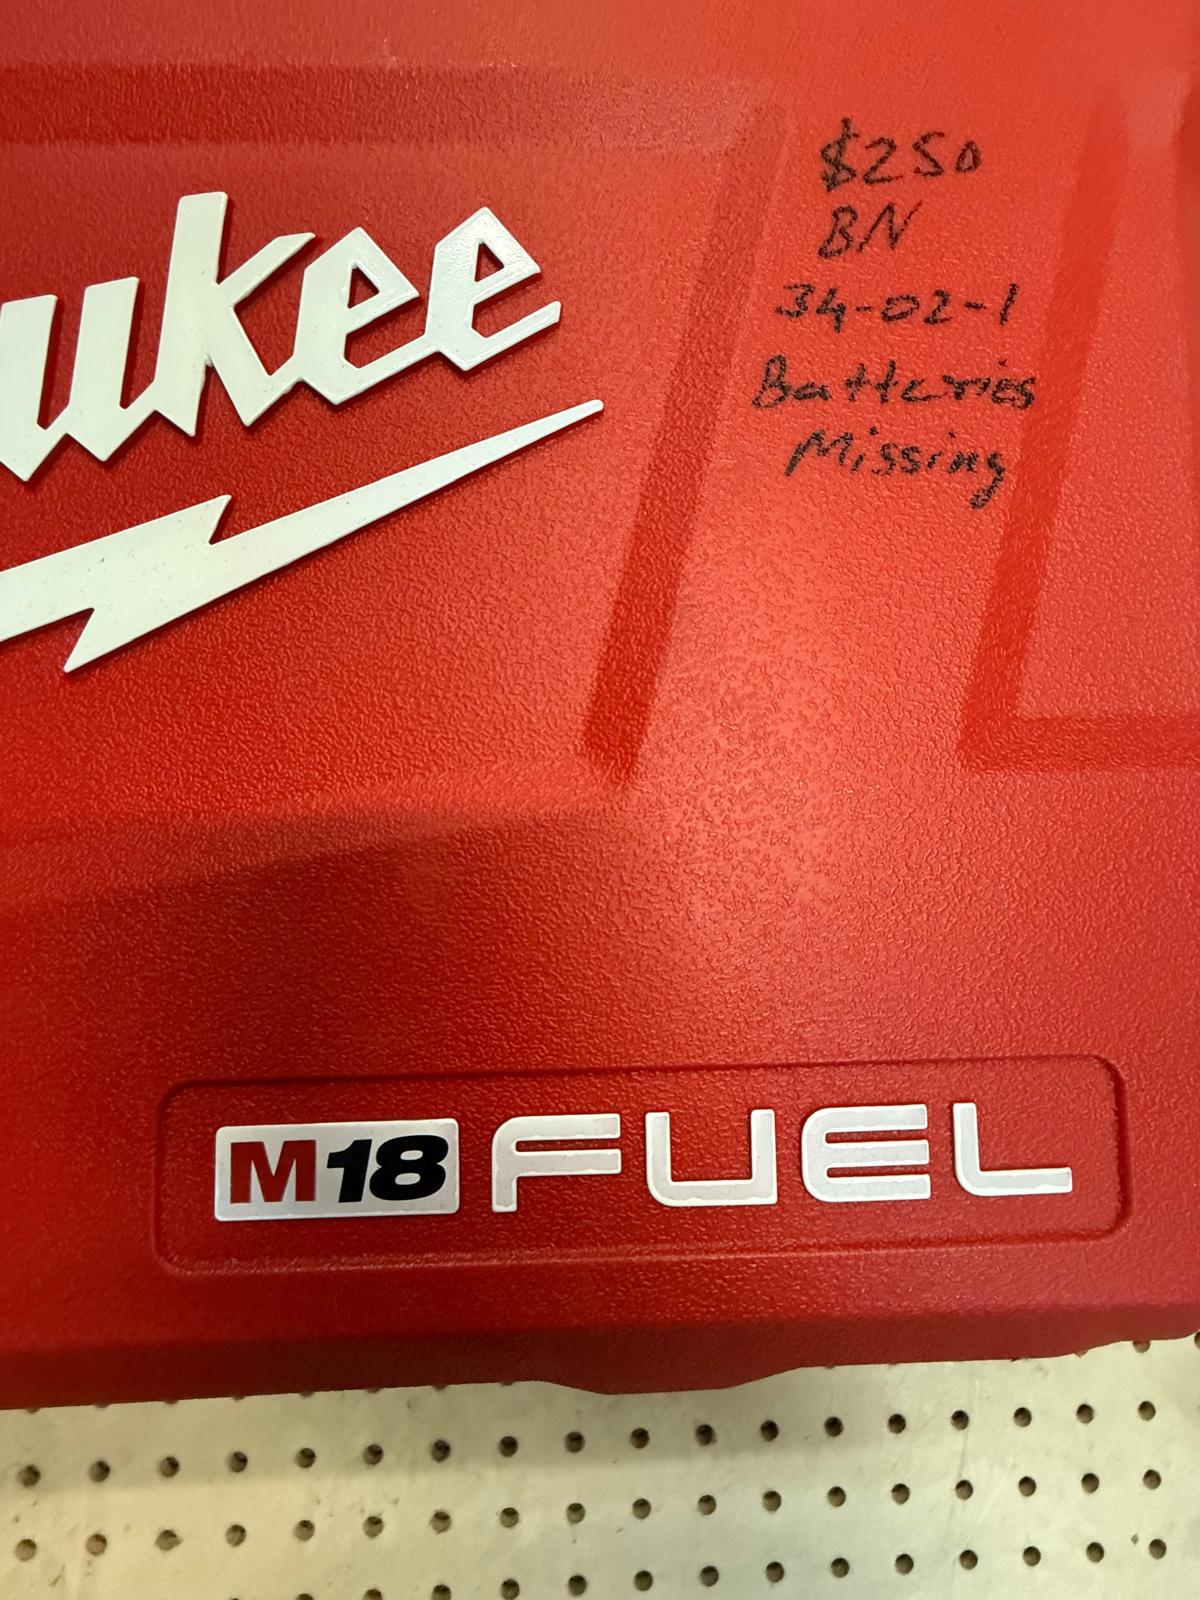 ukee
$250
BN
34-02-1
Batteries
Missing
M18 FUEL